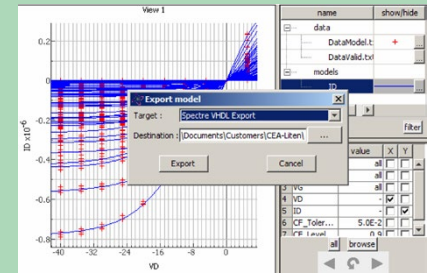 View 1
name show/hide
data
DataModel.t: + ...
DataValid.txt ...
models
ID ...
filter
value X Y
all
all
3 VG all
4 VD -
5 ID -
6 CF_Toler... 5.0E-2
7 CF_Level 0.9
all browse
Export model
Target : Spectre VHDL Export
Destination : \Documents\Customers\CEA-Liten\ ...
Export Cancel
ID x10^-6
0.2
0
-0.2
-0.4
-0.6
-0.8
-40 -32 -24 -16 -8 0
VD